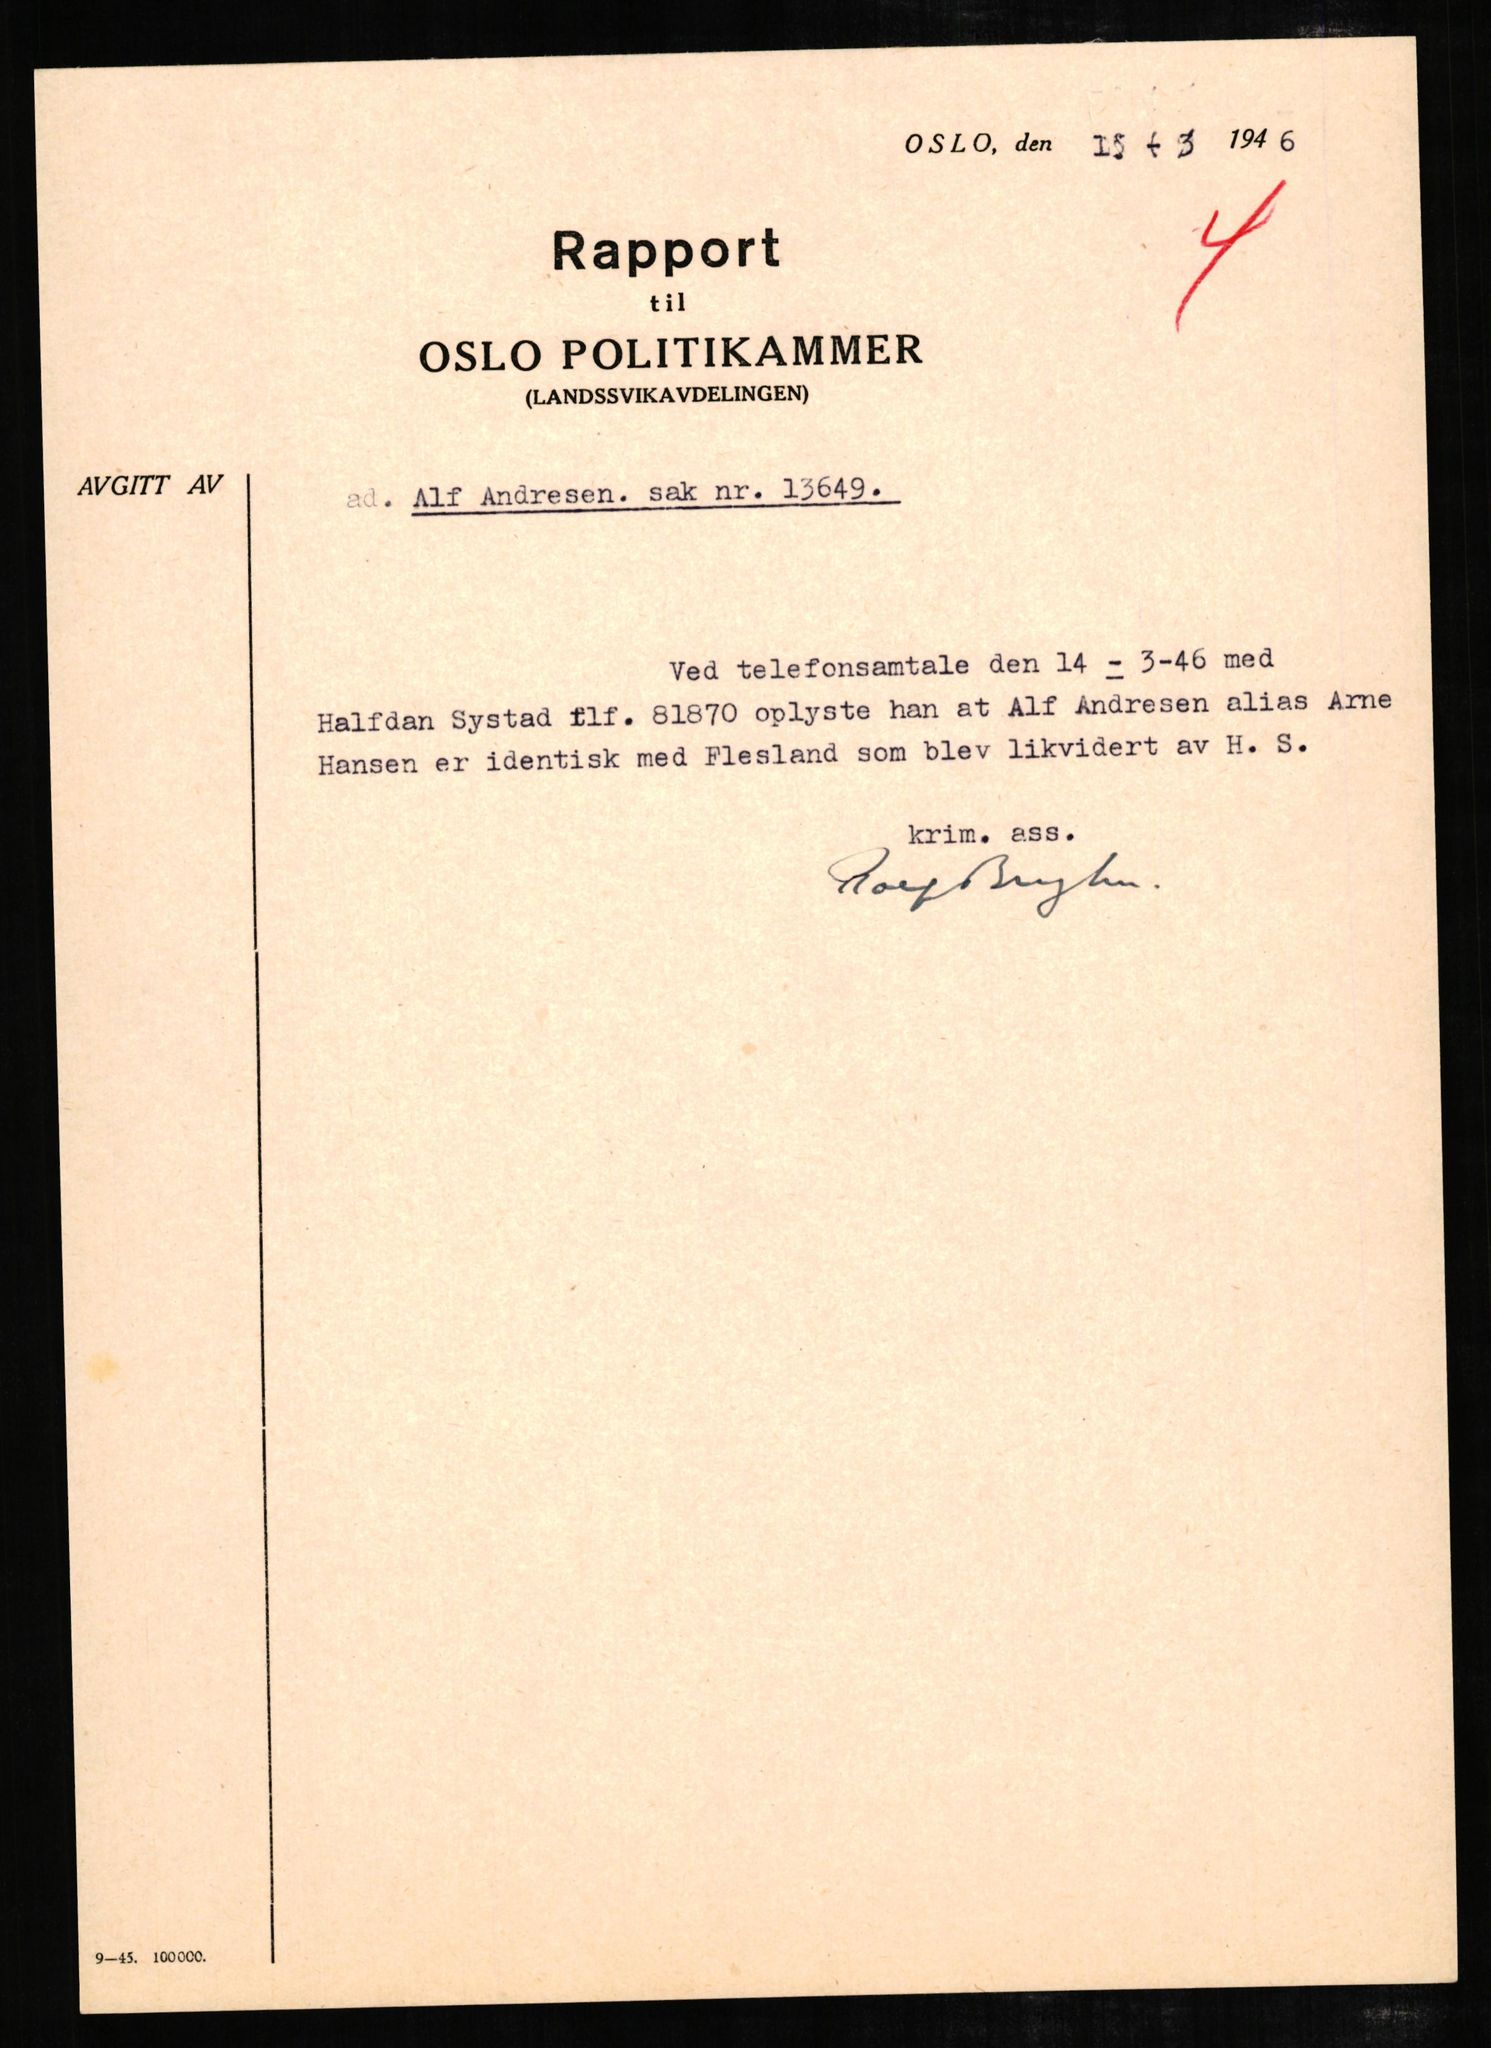 OSLO, den 15 - 3 1946
4
Rapport
til
OSLO POLITIKAMMER
(LANDSSVIKAVDELINGEN)
AVGITT AV
ad. Alf Andresen. sak nr. 13649.
Ved telefonsamtale den 14 - 3-46 med
Halfdan Systad tlf. 81870 oplyste han at Alf Andresen alias Arne
Hansen er identisk med Flesland som blev likvidert av H. S.
krim. ass.
9—45. 100000.